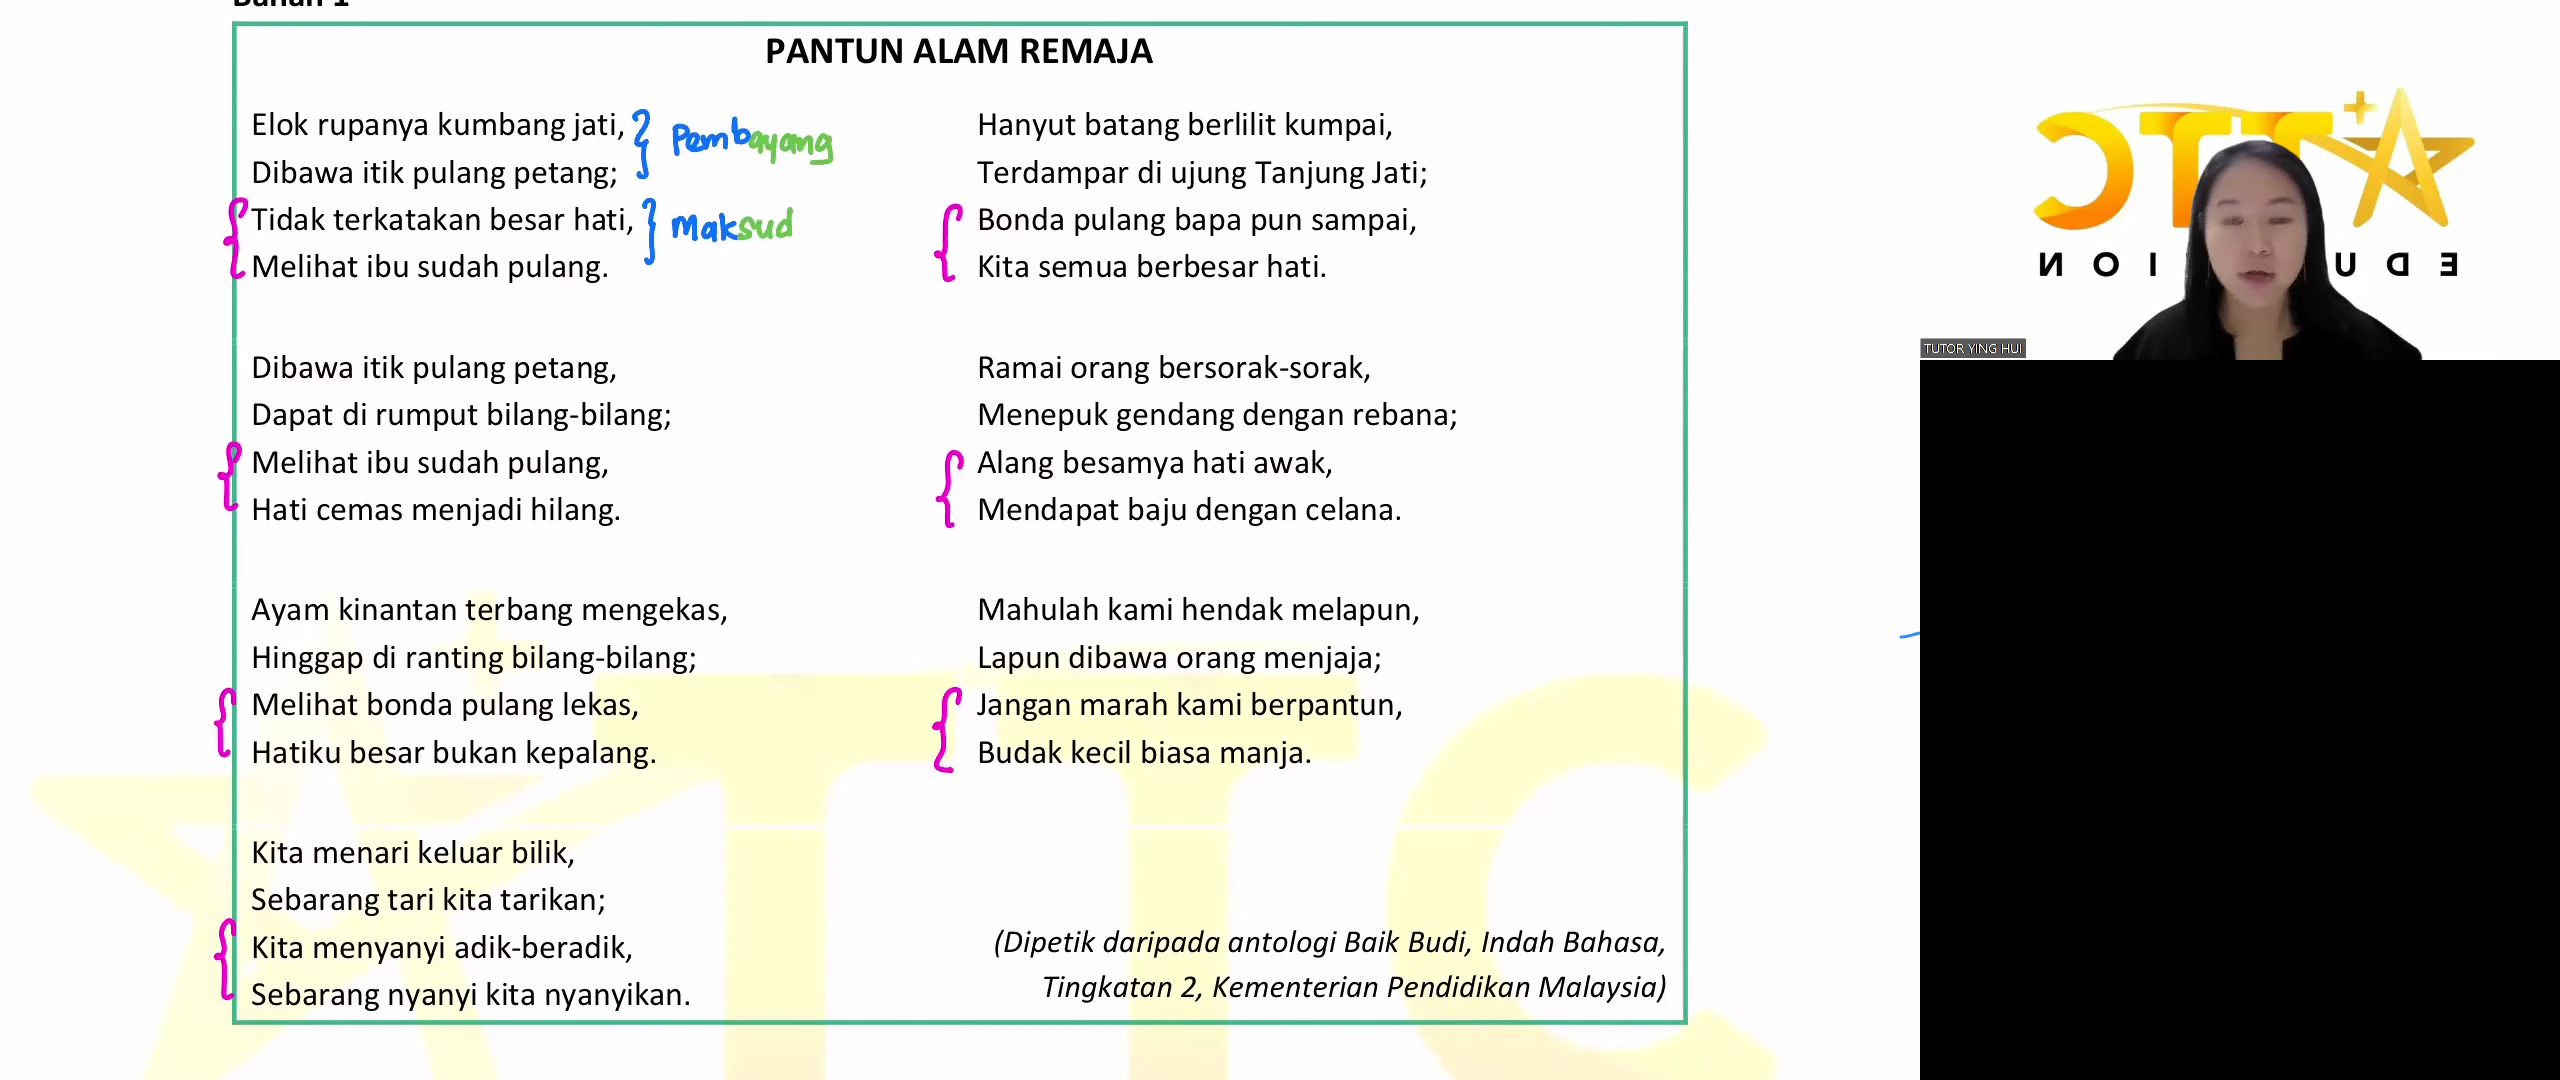 Bahan 1
PANTUN ALAM REMAJA
Elok rupanya kumbang jati,
Dibawa itik pulang petang;
Pembayang
Tidak terkatakan besar hati,
Melihat ibu sudah pulang.
Maksud
Dibawa itik pulang petang,
Dapat di rumput bilang-bilang;
Melihat ibu sudah pulang,
Hati cemas menjadi hilang.
Ayam kinantan terbang mengekas,
Hinggap di ranting bilang-bilang;
Melihat bonda pulang lekas,
Hatiku besar bukan kepalang.
Kita menari keluar bilik,
Sebarang tari kita tarikan;
Kita menyanyi adik-beradik,
Sebarang nyanyi kita nyanyikan.
Hanyut batang berlilit kumpai,
Terdampar di ujung Tanjung Jati;
Bonda pulang bapa pun sampai,
Kita semua berbesar hati.
Ramai orang bersorak-sorak,
Menepuk gendang dengan rebana;
Alang besamya hati awak,
Mendapat baju dengan celana.
Mahulah kami hendak melapun,
Lapun dibawa orang menjaja;
Jangan marah kami berpantun,
Budak kecil biasa manja.
(Dipetik daripada antologi Baik Budi, Indah Bahasa,
Tingkatan 2, Kementerian Pendidikan Malaysia)
TTC
TUTOR YING HUI